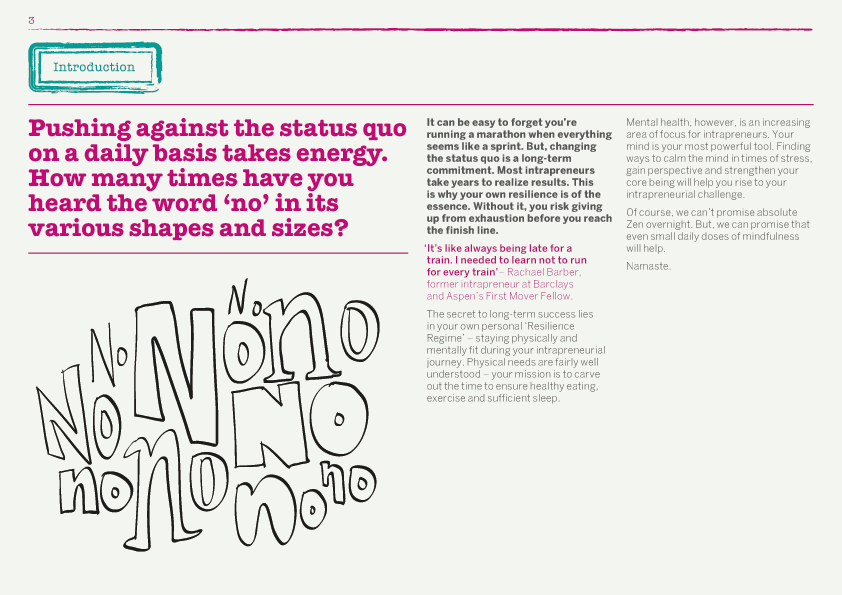 3
Introduction
Pushing against the status quo
on a daily basis takes energy.
How many times have you
heard the word ‘no’ in its
various shapes and sizes?
It can be easy to forget you’re
running a marathon when everything
seems like a sprint. But, changing
the status quo is a long-term
commitment. Most intrapreneurs
take years to realize results. This
is why your own resilience is of the
essence. Without it, you risk giving
up from exhaustion before you reach
the finish line.
‘It’s like always being late for a
train. I needed to learn not to run
for every train’ – Rachael Barber,
former intrapreneur at Barclays
and Aspen’s First Mover Fellow.
The secret to long-term success lies
in your own personal ‘Resilience
Regime’ – staying physically and
mentally fit during your intrapreneurial
journey. Physical needs are fairly well
understood – your mission is to carve
out the time to ensure healthy eating,
exercise and sufficient sleep.
Mental health, however, is an increasing
area of focus for intrapreneurs. Your
mind is your most powerful tool. Finding
ways to calm the mind in times of stress,
gain perspective and strengthen your
core being will help you rise to your
intrapreneurial challenge.
Of course, we can’t promise absolute
Zen overnight. But, we can promise that
even small daily doses of mindfulness
will help.
Namaste.
No
No
No
no
No
NO
no
no
no
no